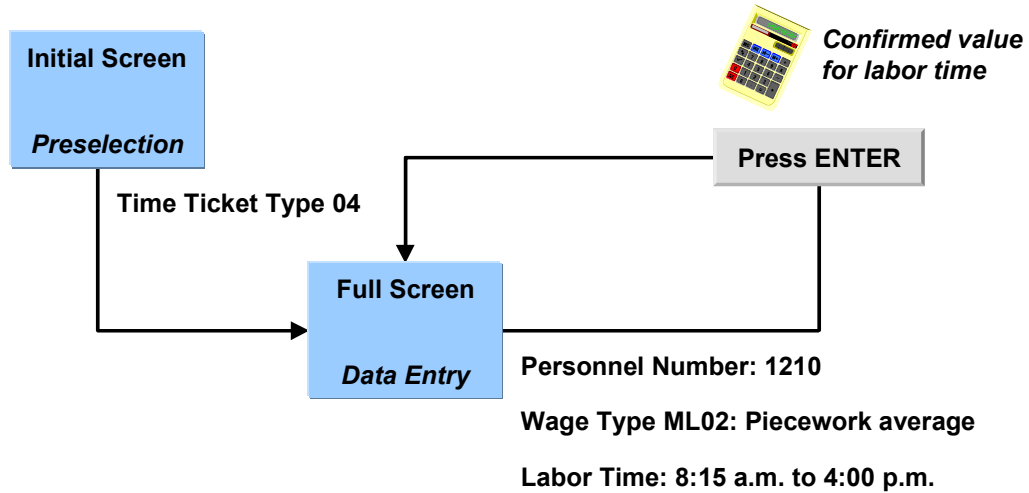 Initial Screen
Preselection
Confirmed value
for labor time
Press ENTER
Time Ticket Type 04
Full Screen
Data Entry
Personnel Number: 1210
Wage Type ML02: Piecework average
Labor Time: 8:15 a.m. to 4:00 p.m.